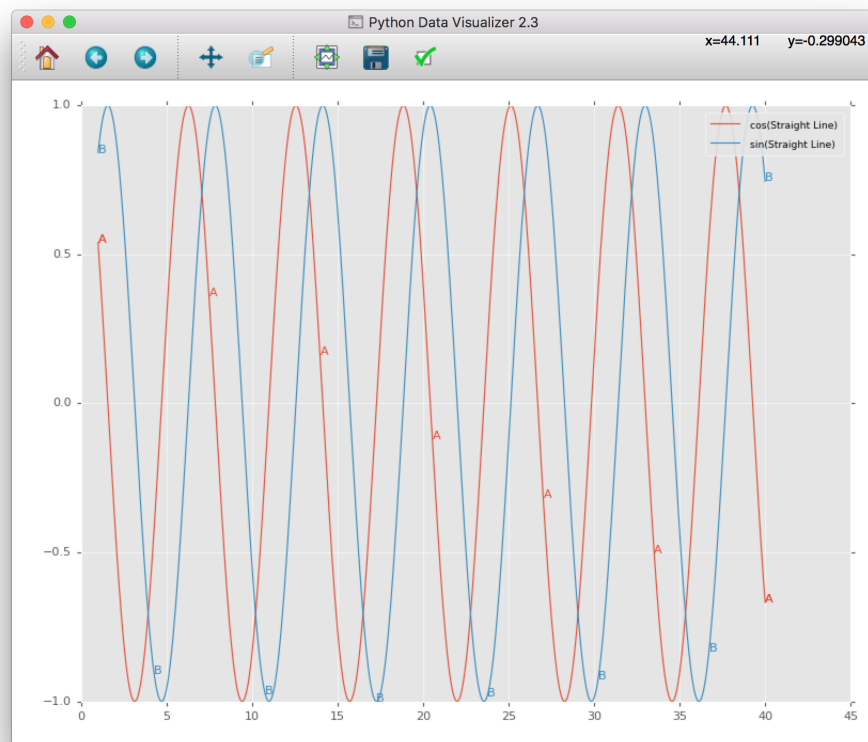 Python Data Visualizer 2.3
x=44.111 y=-0.299043
1.0
cos(Straight Line)
sin(Straight Line)
B
B
A
0.5
A
A
0.0
A
A
−0.5
A
A
B
B
B
B
B
B
−1.0
0 5 10 15 20 25 30 35 40 45